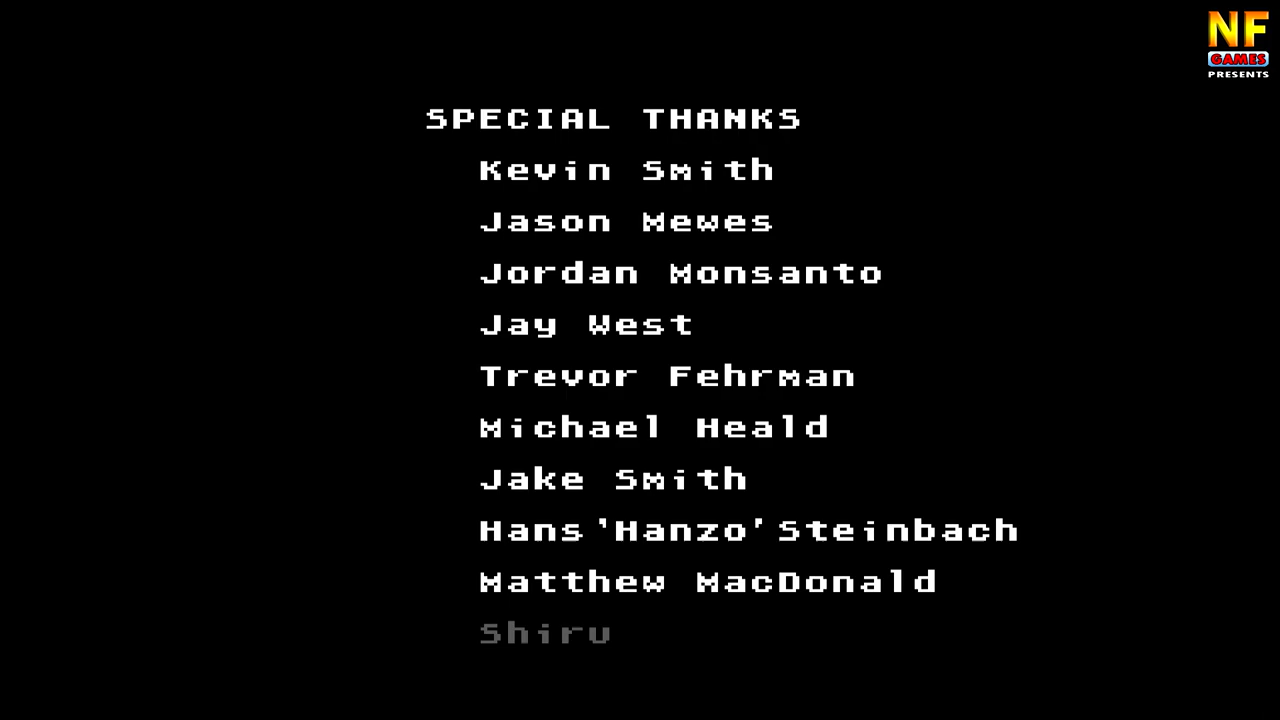 NF
GAMES
PRESENTS
SPECIAL THANKS
Kevin Smith
Jason Mewes
Jordan Monsanto
Jay West
Trevor Fehrman
Michael Heald
Jake Smith
Hans 'Hanzo' Steinbach
Matthew MacDonald
Shiru